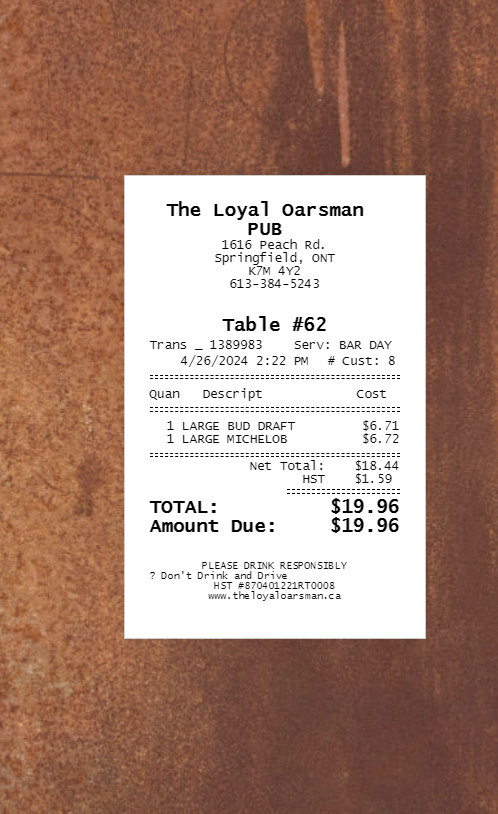 The Loyal Oarsman
PUB
1616 Peach Rd.
Springfield, ONT
K7M 4Y2
613-384-5243
Table #62
Trans _ 1389983 Serv: BAR DAY
4/26/2024 2:22 PM # Cust: 8
Quan Descript Cost
1 LARGE BUD DRAFT $6.71
1 LARGE MICHELOB $6.72
Net Total: $18.44
HST $1.59
TOTAL: $19.96
Amount Due: $19.96
PLEASE DRINK RESPONSIBLY
? Don't Drink and Drive
HST #870401221RT0008
www.theloyaloarsman.ca